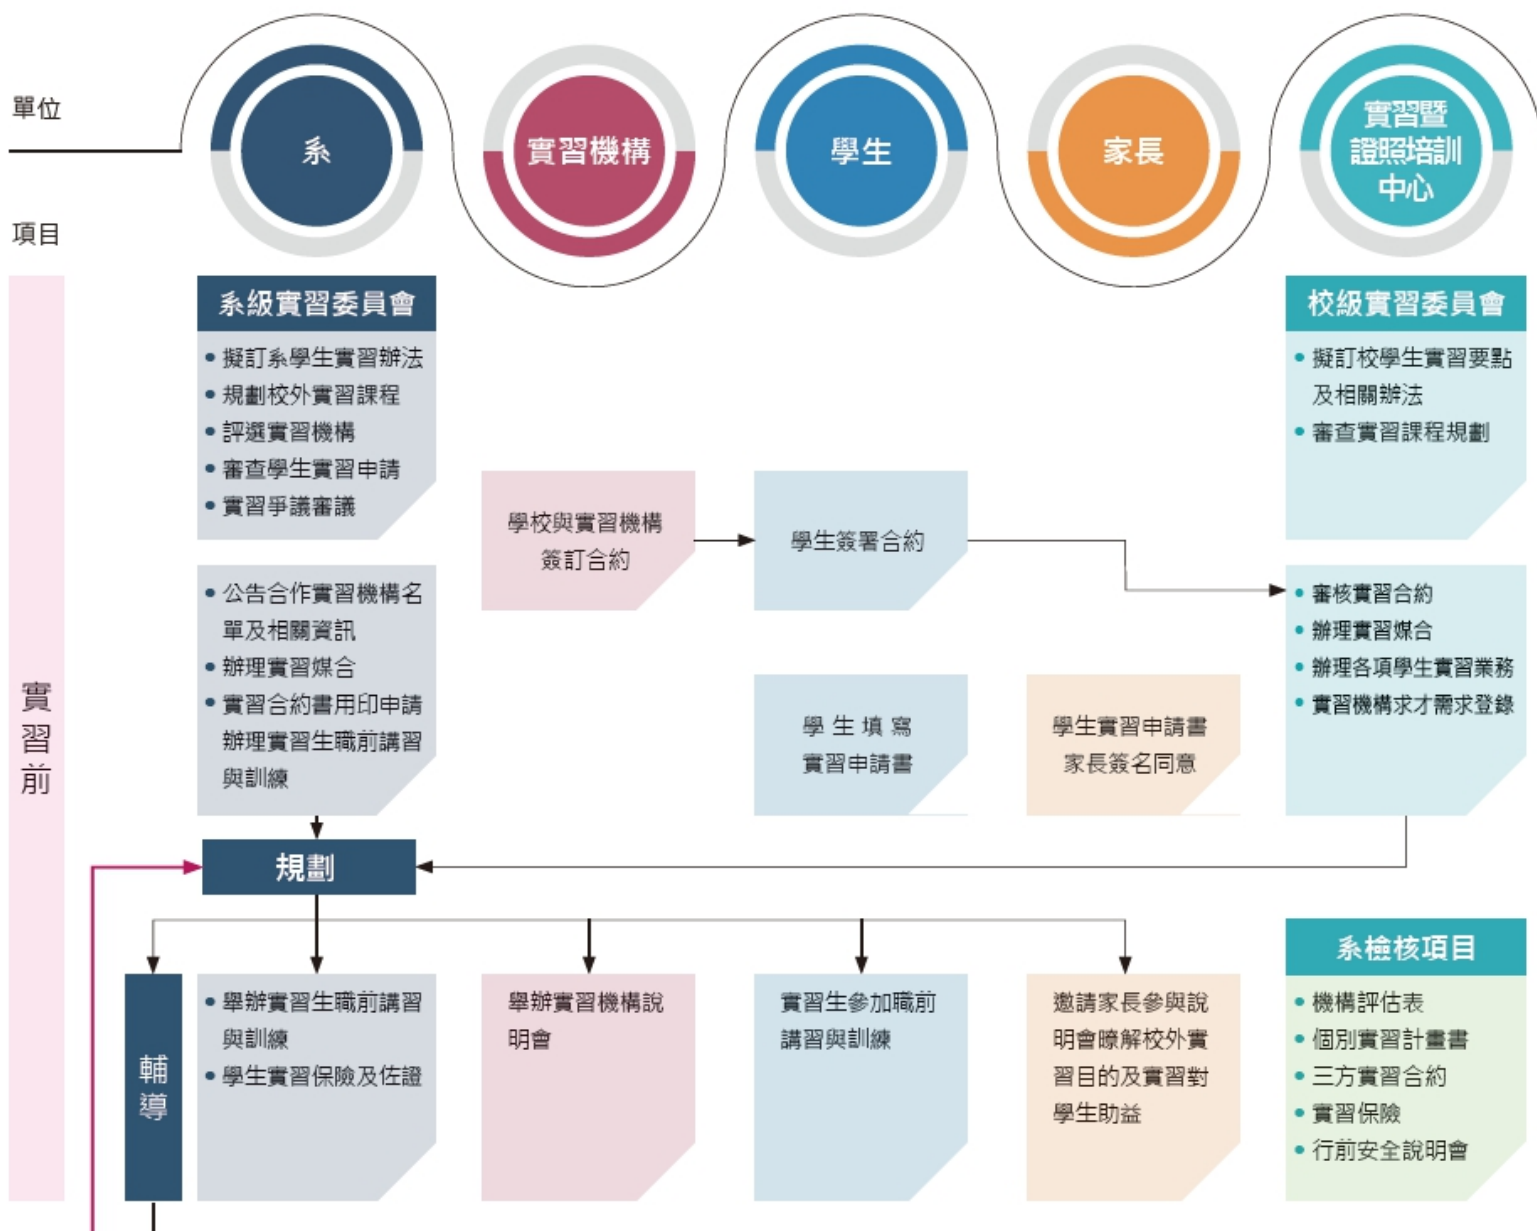 單位
系
實習機構
學生
家長
實習暨
證照培訓
中心
項目
實習前
系級實習委員會
• 擬訂系學生實習辦法
• 規劃校外實習課程
• 評選實習機構
• 審查學生實習申請
• 實習爭議審議
校級實習委員會
• 擬訂校學生實習要點
及相關辦法
• 審查實習課程規劃
學校與實習機構
簽訂合約
學生簽署合約
• 公告合作實習機構名
單及相關資訊
• 辦理實習媒合
• 實習合約書用印申請
辦理實習生職前講習
與訓練
學生填寫
實習申請書
學生實習申請書
家長簽名同意
• 審核實習合約
• 辦理實習媒合
• 辦理各項學生實習業務
• 實習機構求才需求登錄
規劃
輔導
• 舉辦實習生職前講習
與訓練
• 學生實習保險及佐證
舉辦實習機構說
明會
實習生參加職前
講習與訓練
邀請家長參與說
明會瞭解校外實
習目的及實習對
學生助益
系檢核項目
• 機構評估表
• 個別實習計畫書
• 三方實習合約
• 實習保險
• 行前安全說明會